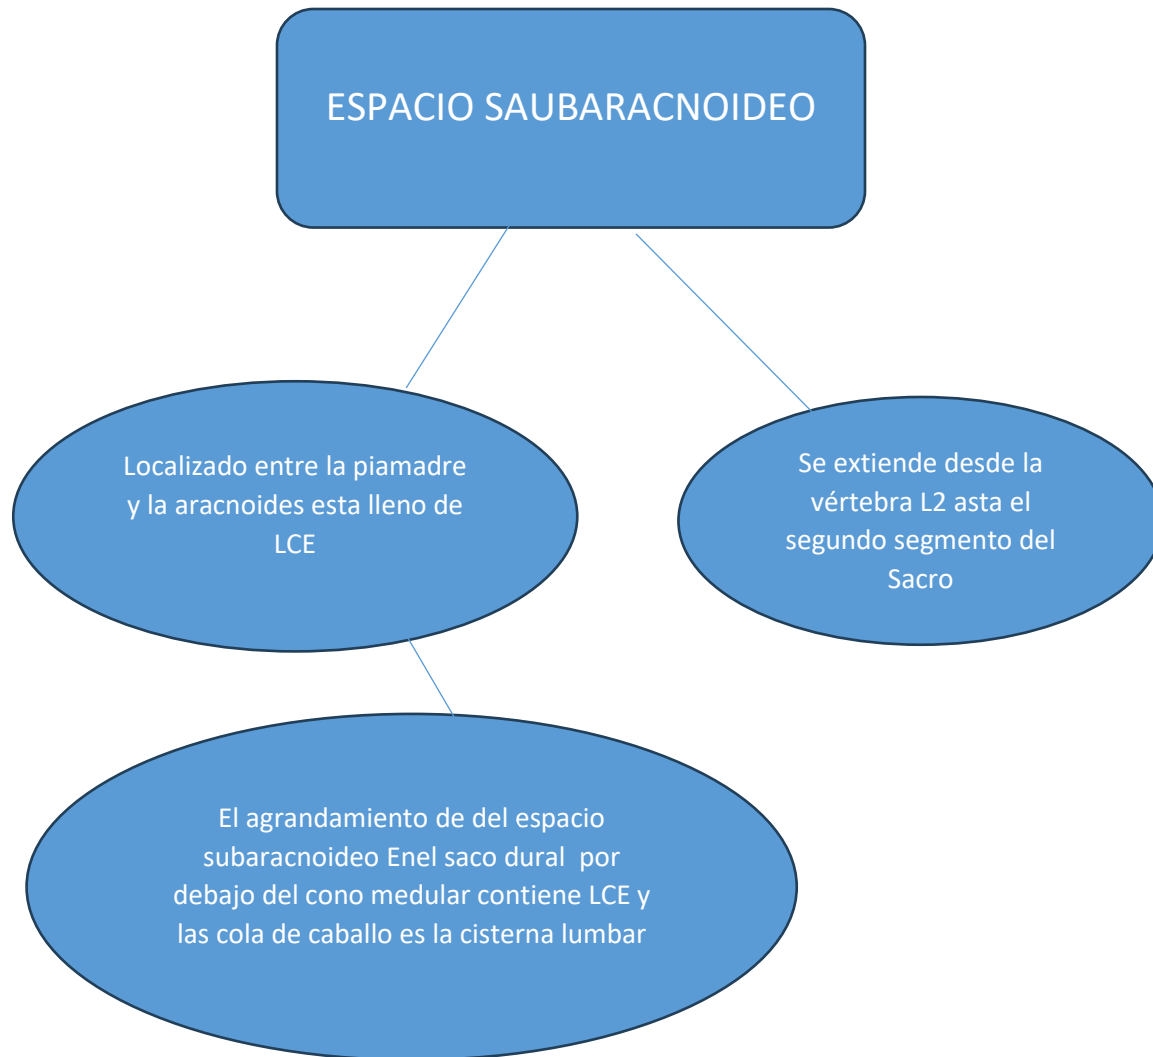 ESPACIO SAUBARACNOIDEO
Localizado entre la piamadre
y la aracnoides esta lleno de
LCE
Se extiende desde la
vértebra L2 asta el
segundo segmento del
Sacro
El agrandamiento de del espacio
subaracnoideo Enel saco dural  por
debajo del cono medular contiene LCE y
las cola de caballo es la cisterna lumbar